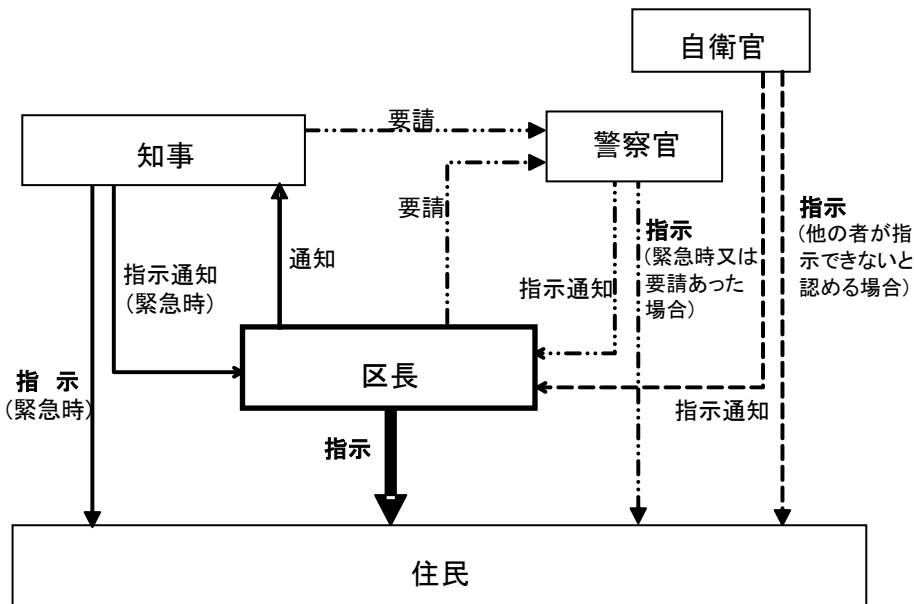 自衛官
知事
要請
警察官
要請
指示
(緊急時又は
要請あった
場合)
指示
(他の者が指
示できないと
認める場合)
指示通知
(緊急時)
通知
指示通知
区長
指 示
(緊急時)
指示通知
指示
住民